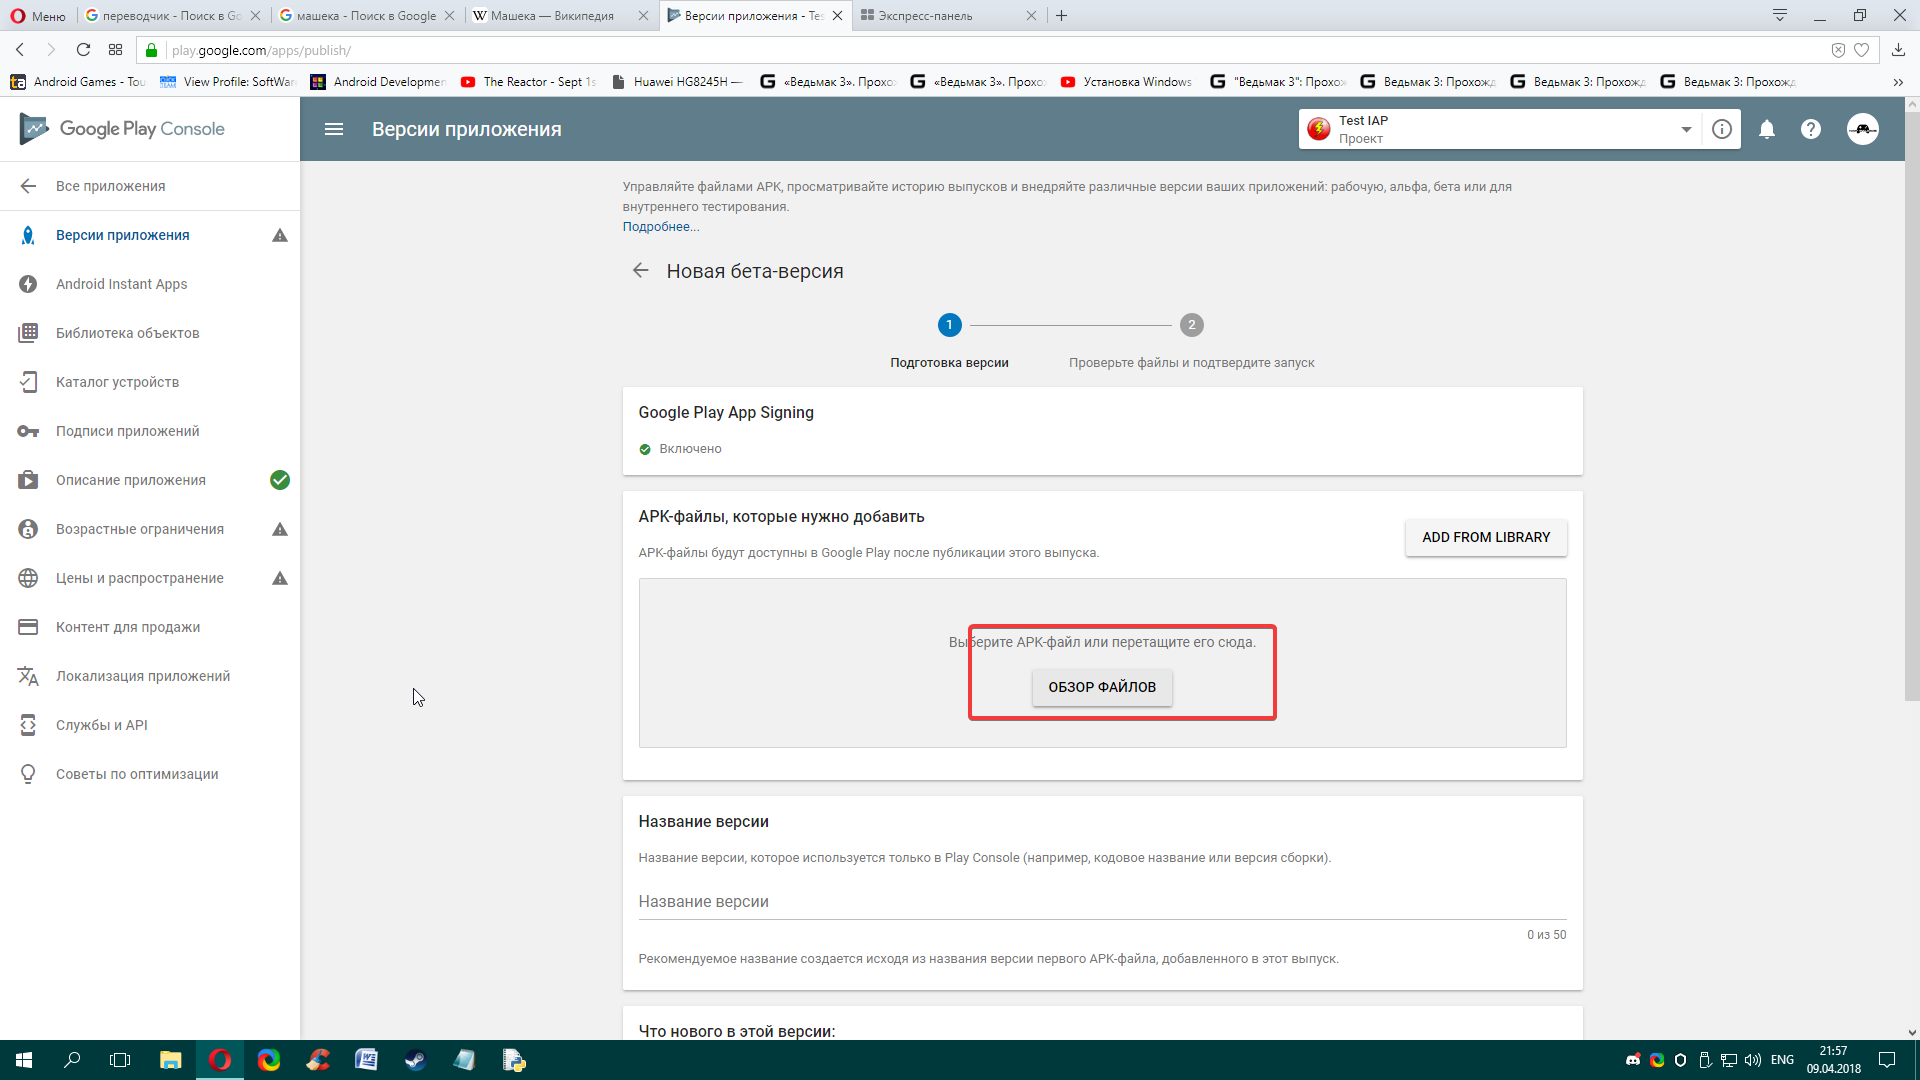 Меню
переводчик - Поиск в Go
машека - Поиск в Google
Машека — Википедия
Версии приложения - Tes
Экспресс-панель
play.google.com/apps/publish/
Android Games - Tou
View Profile: SoftWar
Android Developmen
The Reactor - Sept 1s
Huawei HG8245H —
«Ведьмак 3». Прохо
«Ведьмак 3». Прохо
Установка Windows
"Ведьмак 3": Прохо
Ведьмак 3: Прохожд
Ведьмак 3: Прохожд
Ведьмак 3: Прохожд
Google Play Console
Версии приложения
Test IAP
Проект
Все приложения
Версии приложения
Android Instant Apps
Библиотека объектов
Каталог устройств
Подписи приложений
Описание приложения
Возрастные ограничения
Цены и распространение
Контент для продажи
Локализация приложений
Службы и API
Советы по оптимизации
Управляйте файлами APK, просматривайте историю выпусков и внедряйте различные версии ваших приложений: рабочую, альфа, бета или для
внутреннего тестирования.
Подробнее...
Новая бета-версия
1
2
Подготовка версии
Проверьте файлы и подтвердите запуск
Google Play App Signing
Включено
APK-файлы, которые нужно добавить
ADD FROM LIBRARY
APK-файлы будут доступны в Google Play после публикации этого выпуска.
Выберите APK-файл или перетащите его сюда.
ОБЗОР ФАЙЛОВ
Название версии
Название версии, которое используется только в Play Console (например, кодовое название или версия сборки).
Название версии
0 из 50
Рекомендуемое название создается исходя из названия версии первого APK-файла, добавленного в этот выпуск.
Что нового в этой версии:
ENG
21:57
09.04.2018